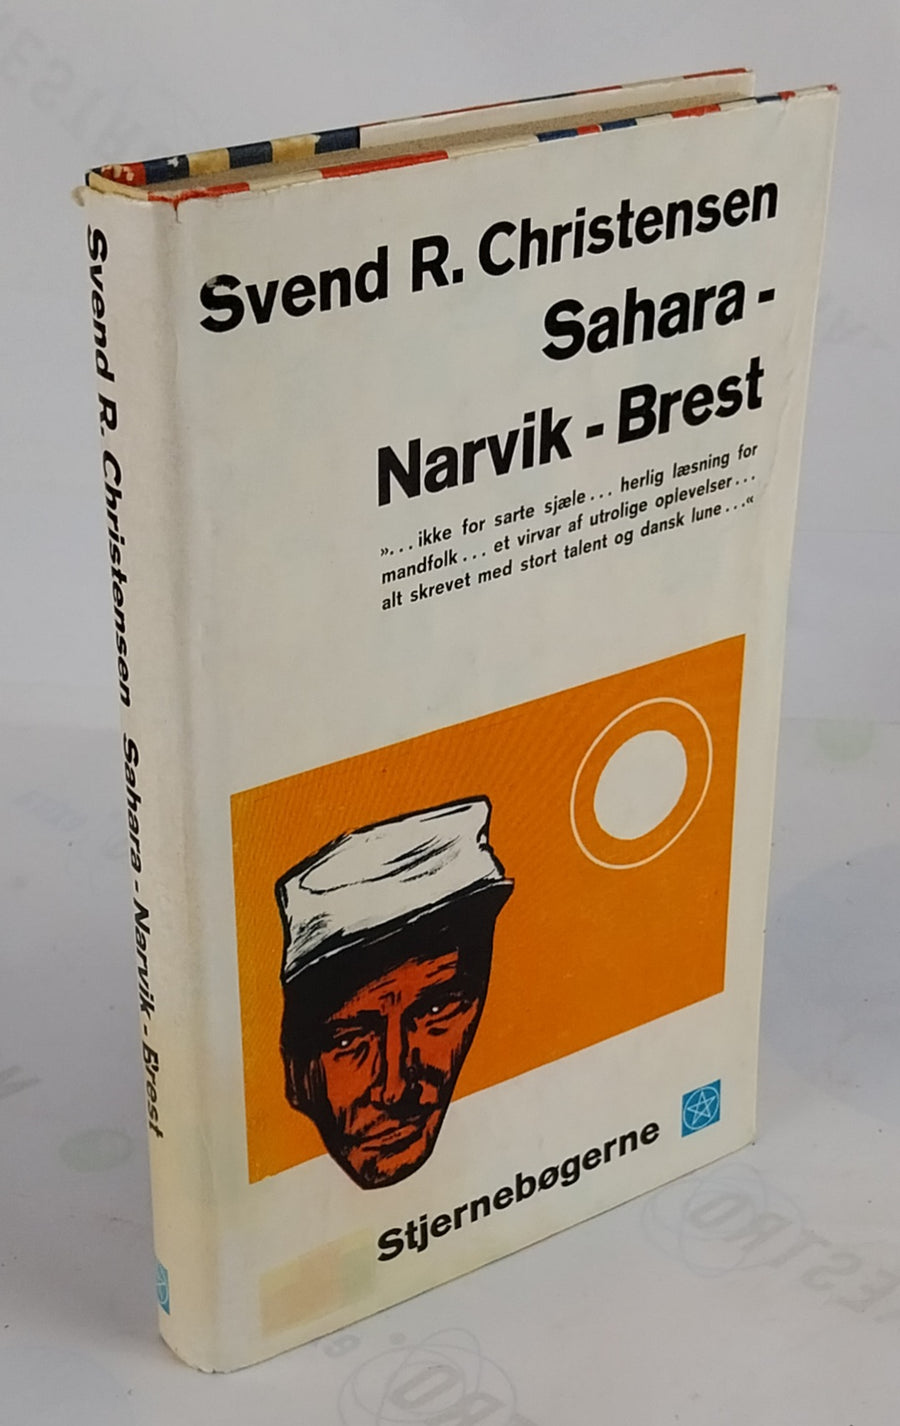 Svend R. Christensen
Sahara -
Narvik - Brest
»... ikke for sarte sjæle... herlig læsning for
mandfolk... et virvar af utrolige oplevelser...
alt skrevet med stort talent og dansk lune...«
Stjernebøgerne
Svend R. Christensen Sahara - Narvik - Brest